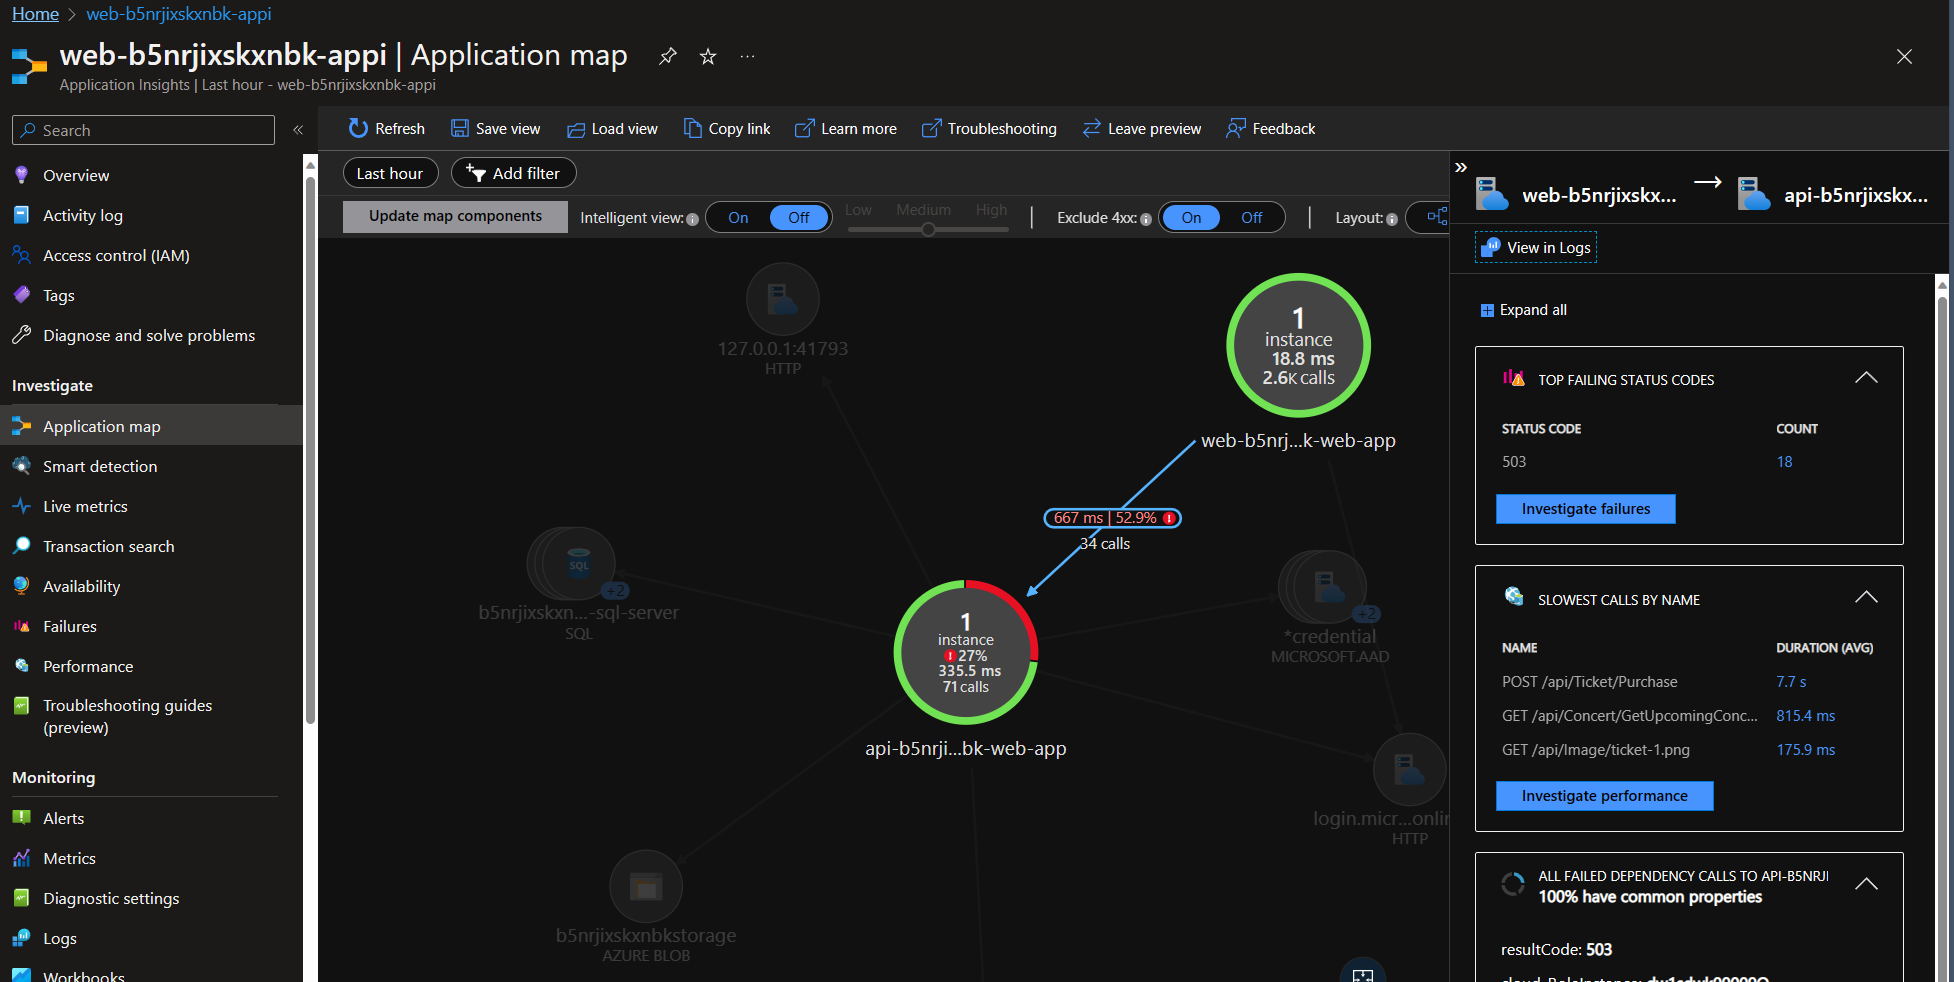 Home > web-b5nrjixskxnbk-appi
web-b5nrjixskxnbk-appi | Application map
Application Insights | Last hour - web-b5nrjixskxnbk-appi
Search
Overview
Activity log
Access control (IAM)
Tags
Diagnose and solve problems
Investigate
Application map
Smart detection
Live metrics
Transaction search
Availability
Failures
Performance
Troubleshooting guides
(preview)
Monitoring
Alerts
Metrics
Diagnostic settings
Logs
Workbooks
Refresh Save view Load view Copy link Learn more Troubleshooting Leave preview Feedback
Last hour Add filter
Update map components Intelligent view: On Off Low Medium High | Exclude 4xx: On Off | Layout:
127.0.0.1:41793
HTTP
1
instance
18.8 ms
2.6K calls
web-b5nrj...k-web-app
667 ms | 52.9%
34 calls
SQL
+2
b5nrjixskxn...-sql-server
SQL
1
instance
27%
335.5 ms
71 calls
api-b5nrji...bk-web-app
+2
*credential
MICROSOFT.AAD
login.micr...onlin
HTTP
b5nrjixskxnbkstorage
AZURE BLOB
web-b5nrjixskx... → api-b5nrjixskx...
View in Logs
Expand all
TOP FAILING STATUS CODES
STATUS CODE COUNT
503 18
Investigate failures
SLOWEST CALLS BY NAME
NAME DURATION (AVG)
POST /api/Ticket/Purchase 7.7 s
GET /api/Concert/GetUpcomingConc... 815.4 ms
GET /api/Image/ticket-1.png 175.9 ms
Investigate performance
ALL FAILED DEPENDENCY CALLS TO API-B5NRJI
100% have common properties
resultCode: 503